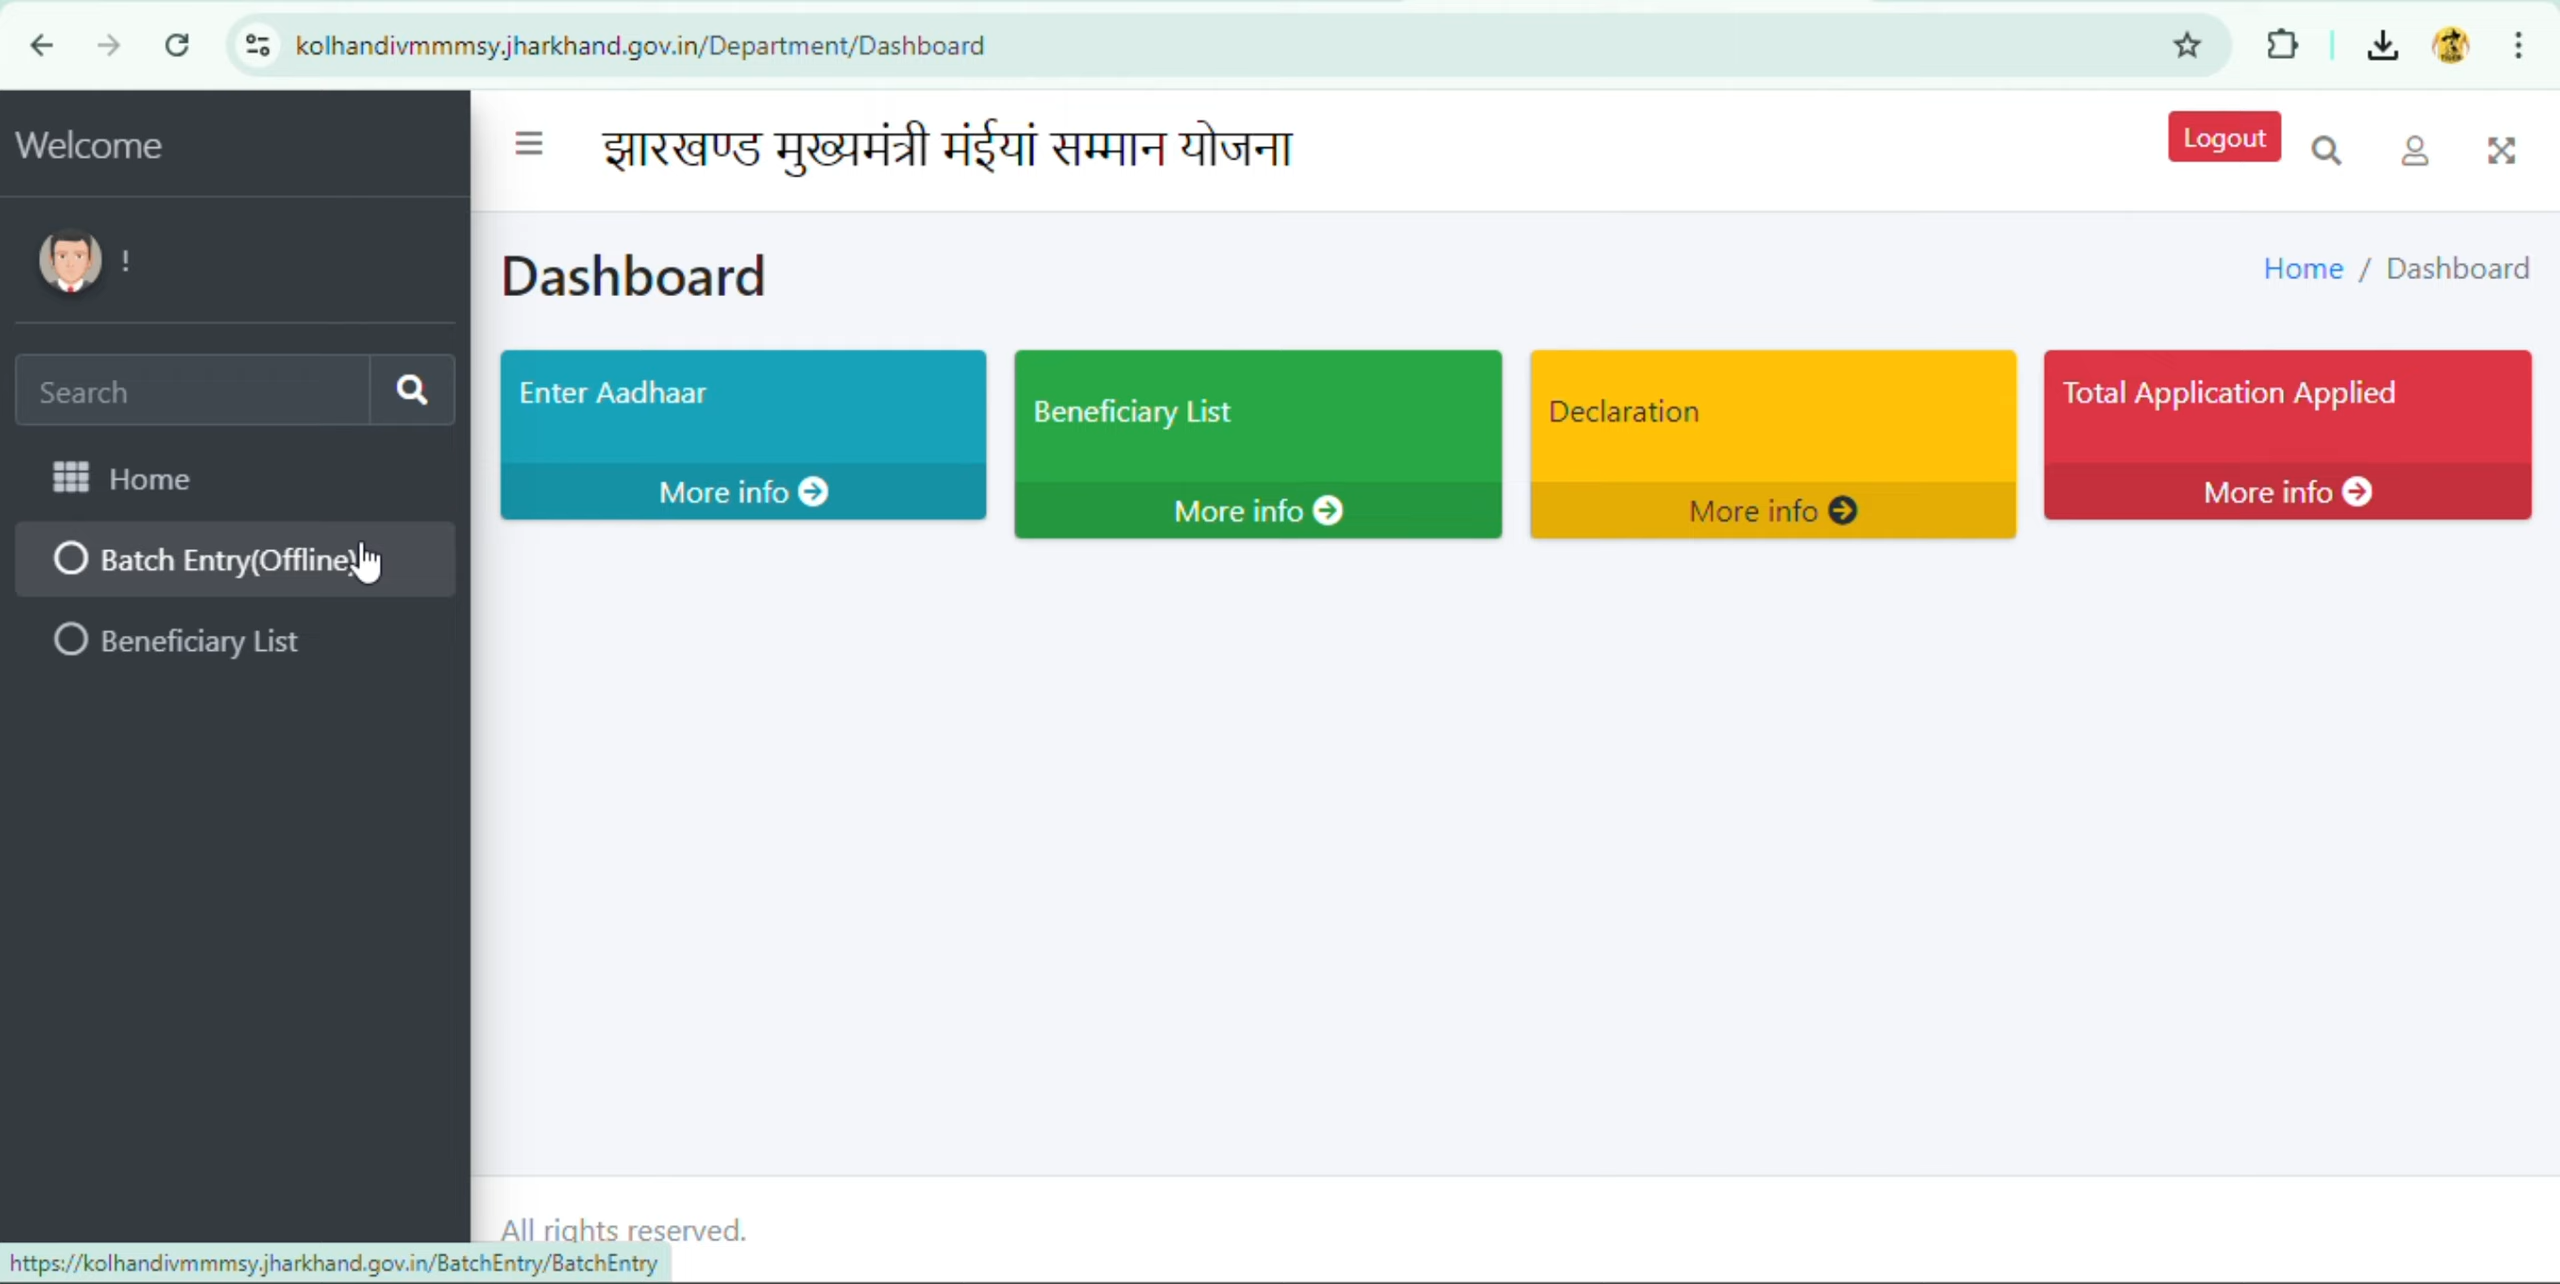 kolhandivmmmsy.jharkhand.gov.in/Department/Dashboard
Welcome
झारखण्ड मुख्यमंत्री मंईयां सम्मान योजना
Logout
!
Dashboard
Home / Dashboard
Search
Enter Aadhaar
More info
Beneficiary List
More info
Declaration
More info
Total Application Applied
More info
Home
Batch Entry(Offline)
Beneficiary List
All rights reserved.
https://kolhandivmmmsy.jharkhand.gov.in/BatchEntry/BatchEntry